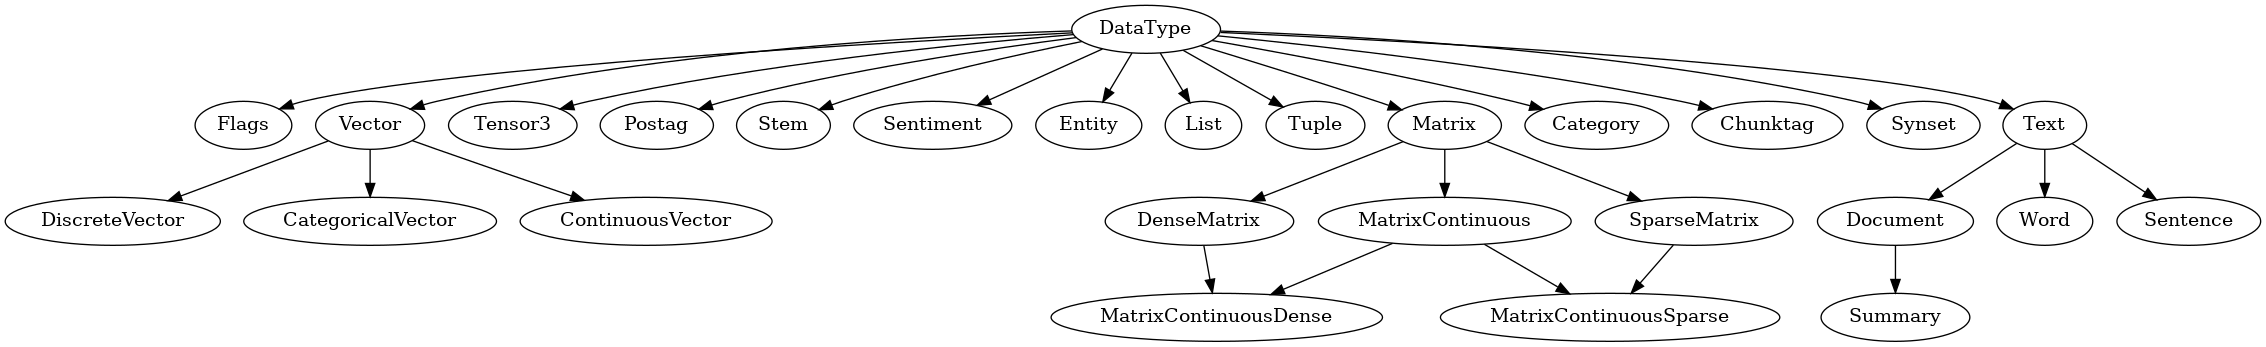 DataType
Flags
Vector
Tensor3
Postag
Stem
Sentiment
Entity
List
Tuple
Matrix
Category
Chunktag
Synset
Text
DiscreteVector
CategoricalVector
ContinuousVector
DenseMatrix
MatrixContinuous
SparseMatrix
Document
Word
Sentence
MatrixContinuousDense
MatrixContinuousSparse
Summary